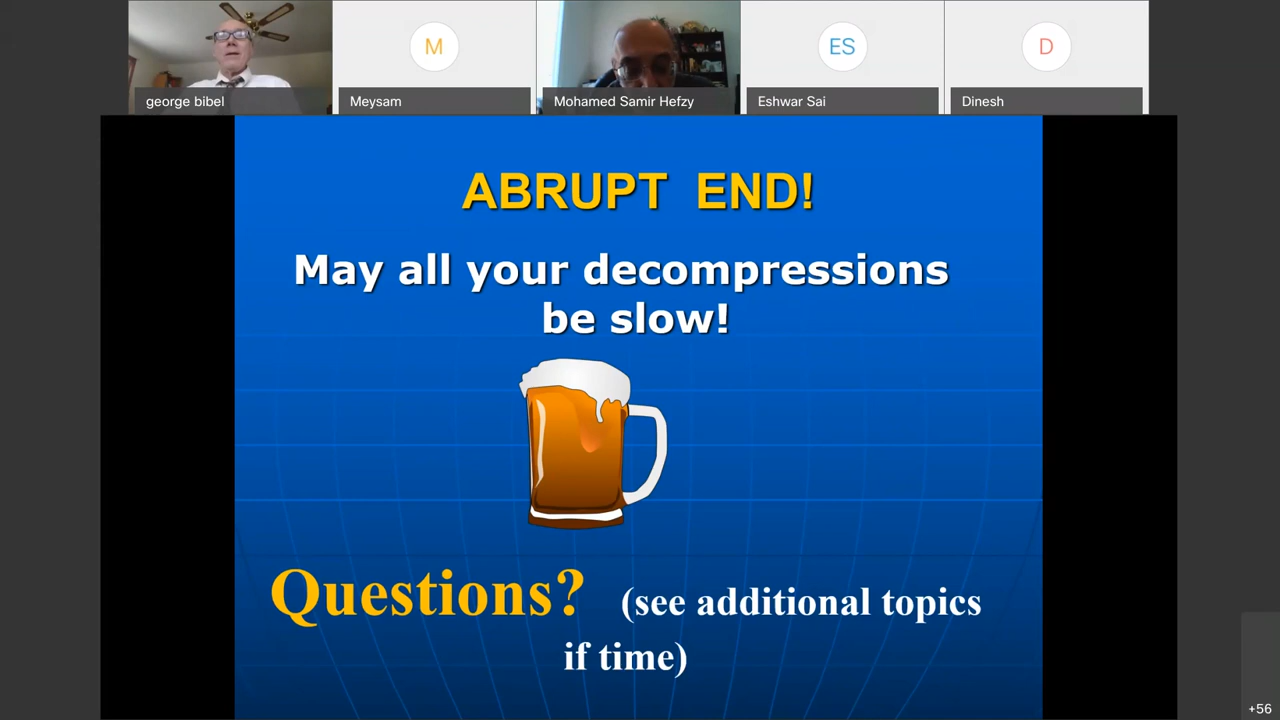 M
ES
D
george bibel
Meysam
Mohamed Samir Hefzy
Eshwar Sai
Dinesh
ABRUPT END!
May all your decompressions
be slow!
Questions? (see additional topics
if time)
+56